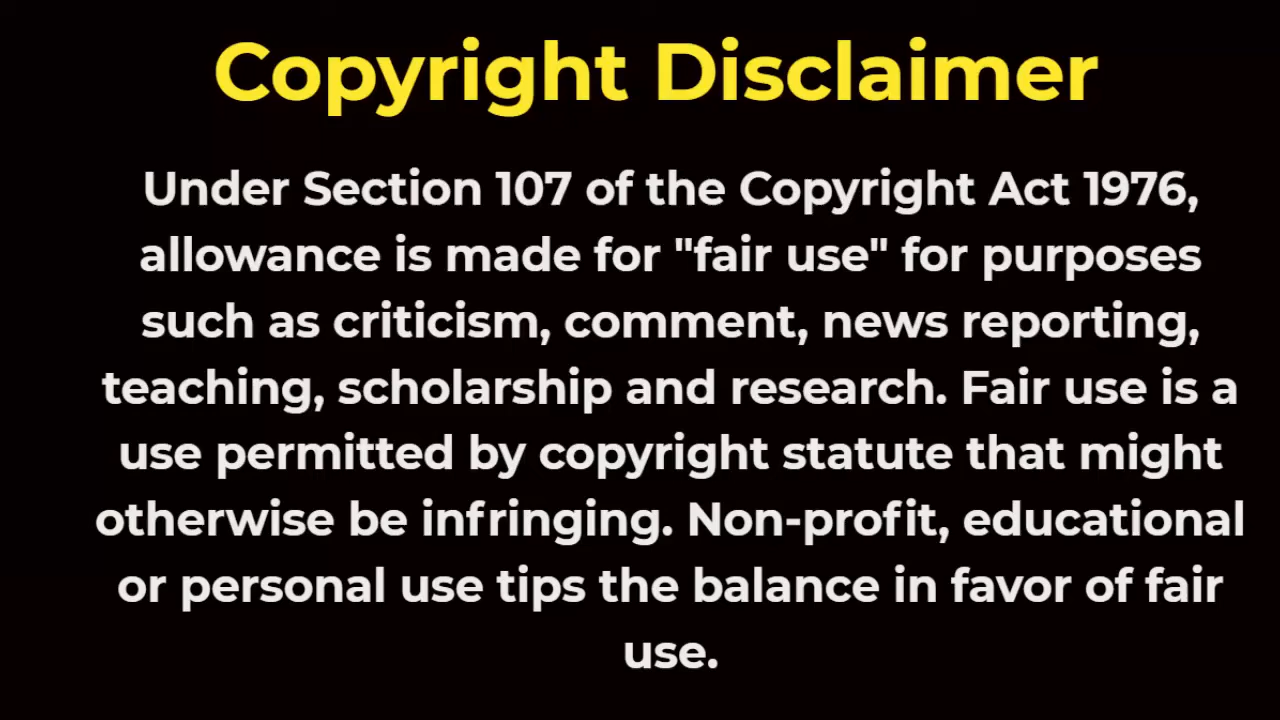 Copyright Disclaimer
Under Section 107 of the Copyright Act 1976,
allowance is made for "fair use" for purposes
such as criticism, comment, news reporting,
teaching, scholarship and research. Fair use is a
use permitted by copyright statute that might
otherwise be infringing. Non-profit, educational
or personal use tips the balance in favor of fair
use.